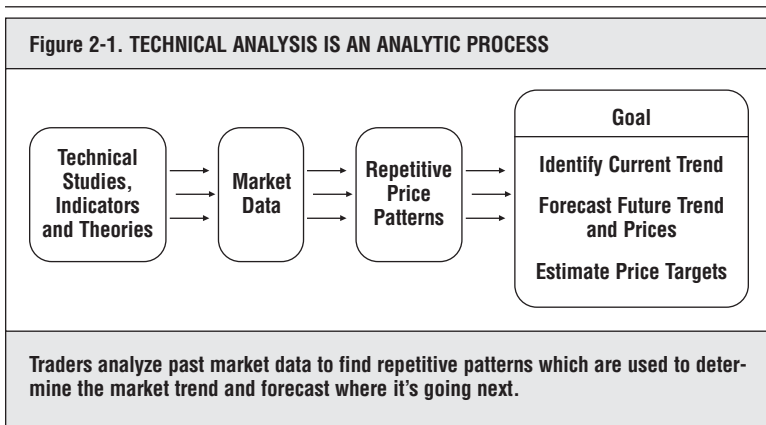 Figure 2-1. TECHNICAL ANALYSIS IS AN ANALYTIC PROCESS
Technical
Studies,
Indicators
and Theories
Market
Data
Repetitive
Price
Patterns
Goal
Identify Current Trend
Forecast Future Trend
and Prices
Estimate Price Targets
Traders analyze past market data to find repetitive patterns which are used to deter-
mine the market trend and forecast where it's going next.